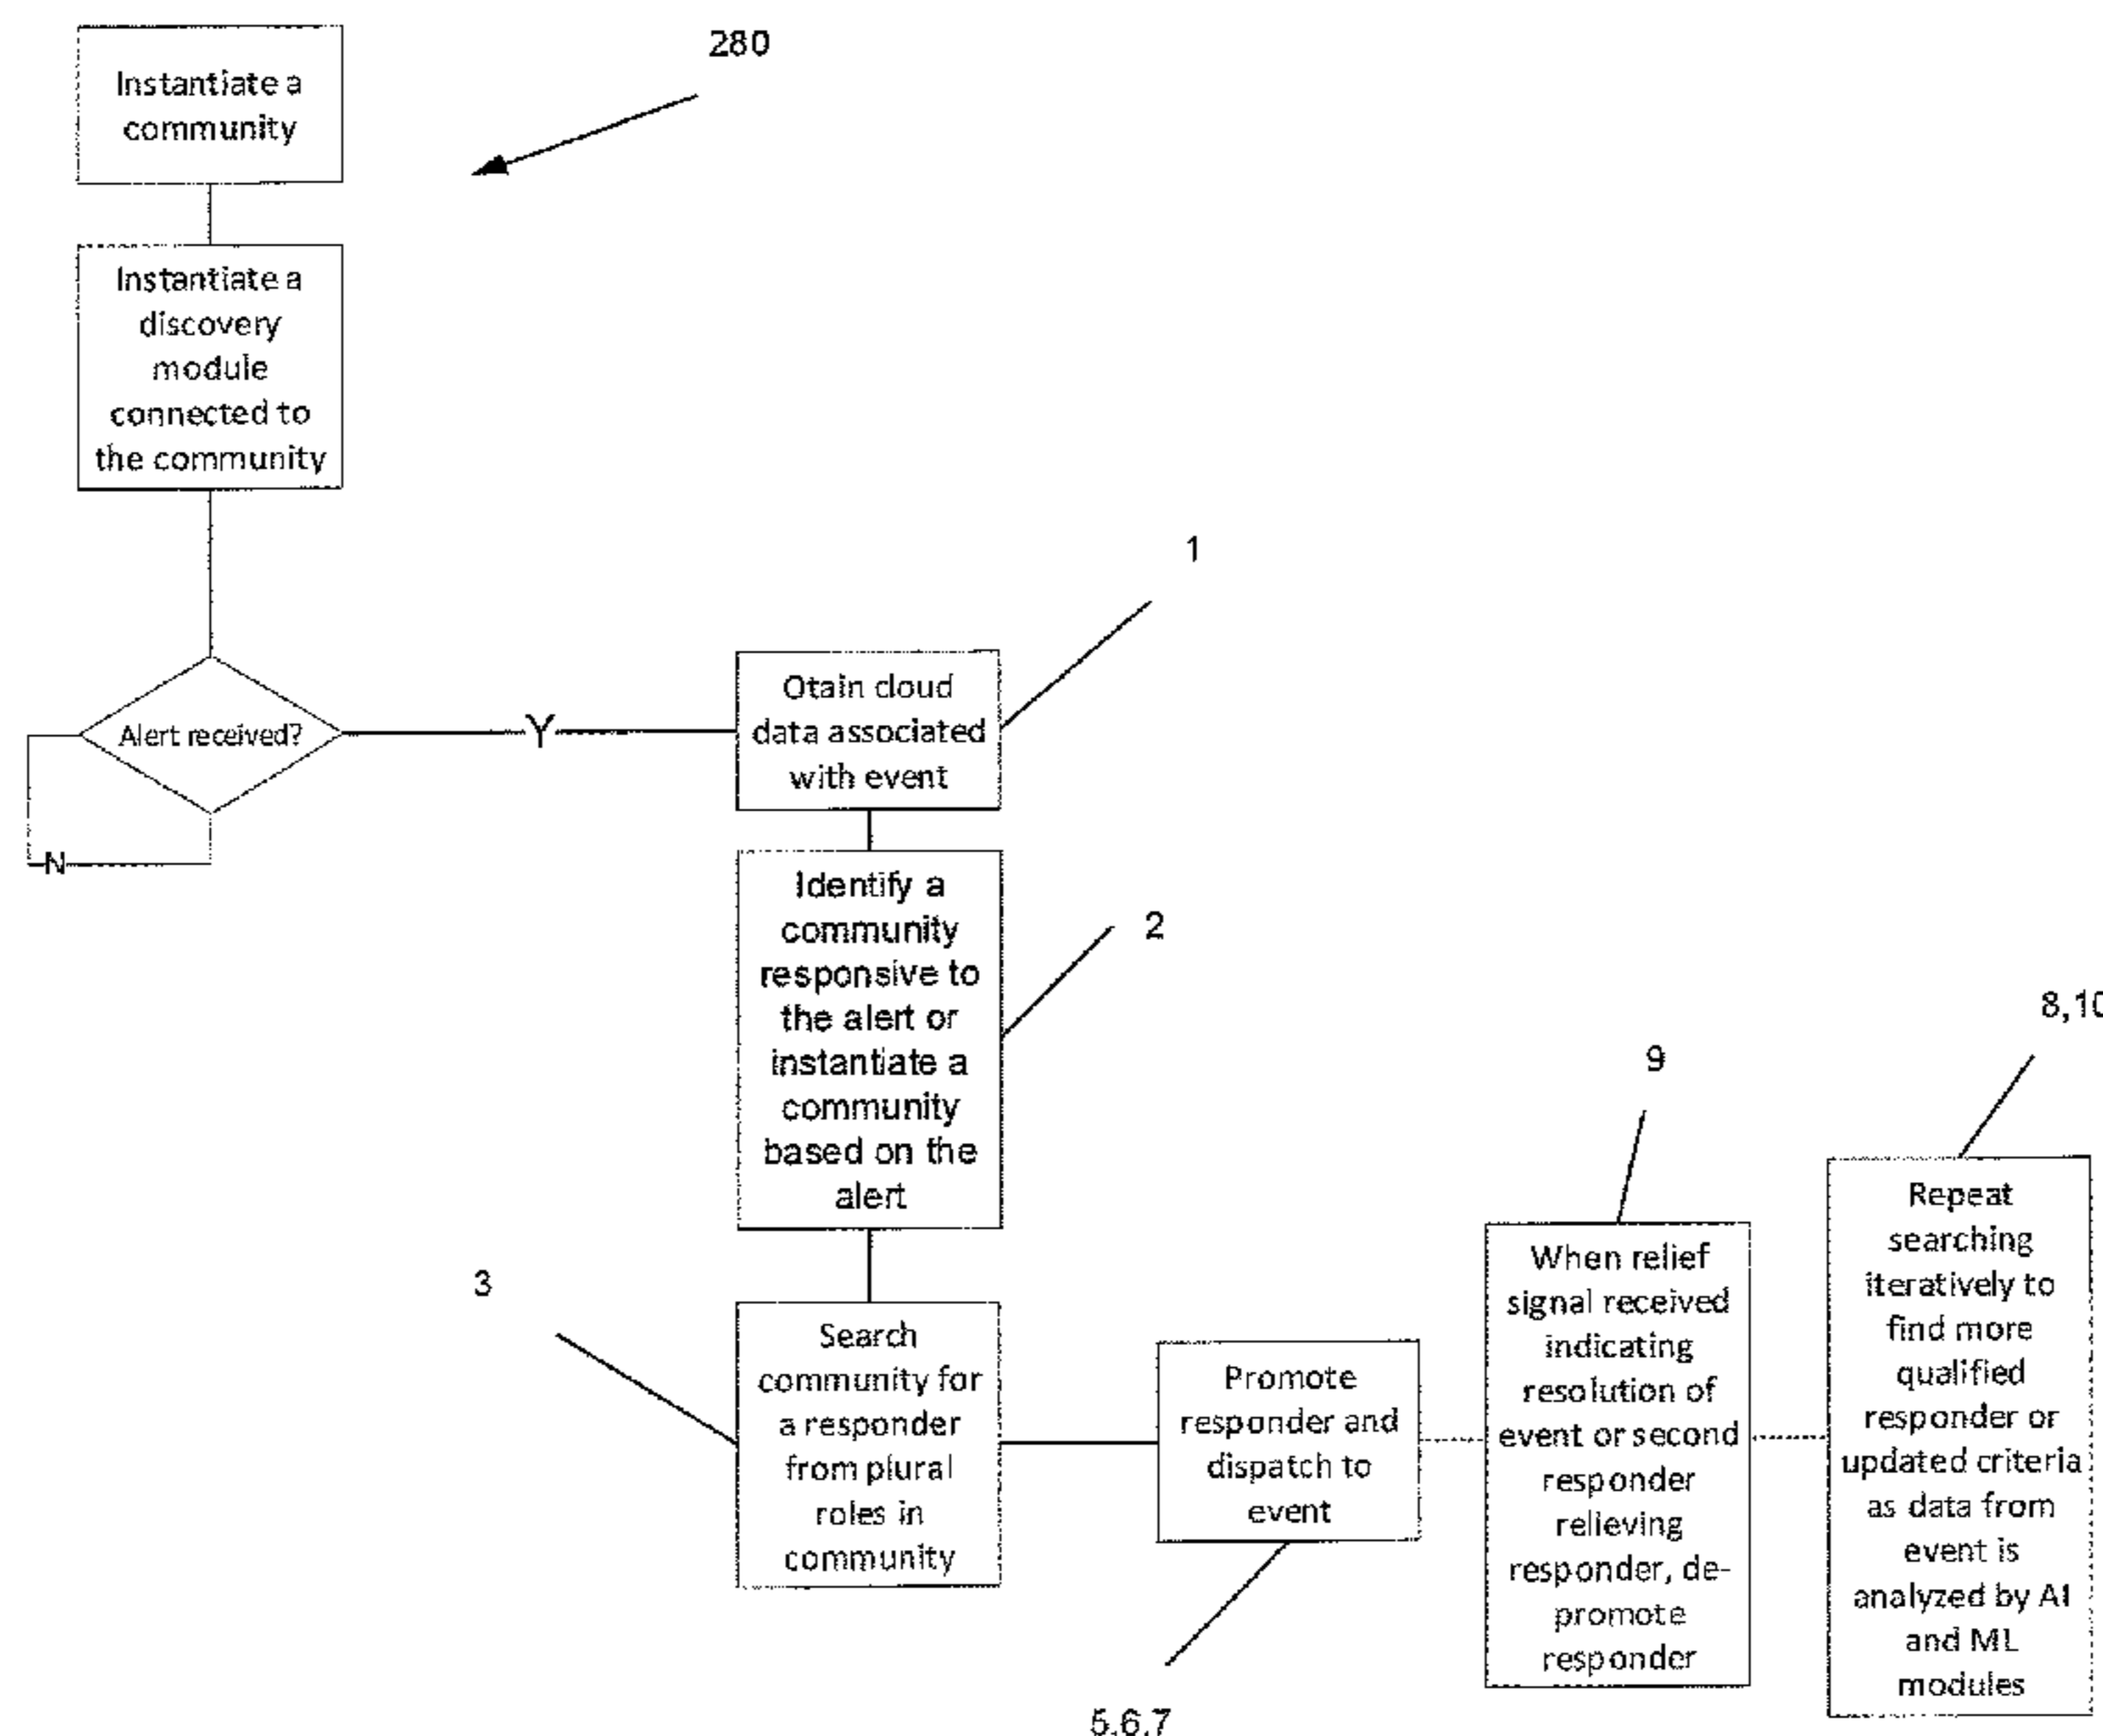 280
Instantiate a
community
Instantiate a
discovery
module
connected to
the community
Alert received?
Y
N
1
Otain cloud
data associated
with event
2
Identify a
community
responsive to
the alert or
instantiate a
community
based on the
alert
3
Search
community for
a responder
from plural
roles in
community
Promote
responder and
dispatch to
event
5,6,7
9
When relief
signal received
indicating
resolution of
event or second
responder
relieving
responder, de-
promote
responder
8,10
Repeat
searching
iteratively to
find more
qualified
responder or
updated criteria
as data from
event is
analyzed by AI
and ML
modules